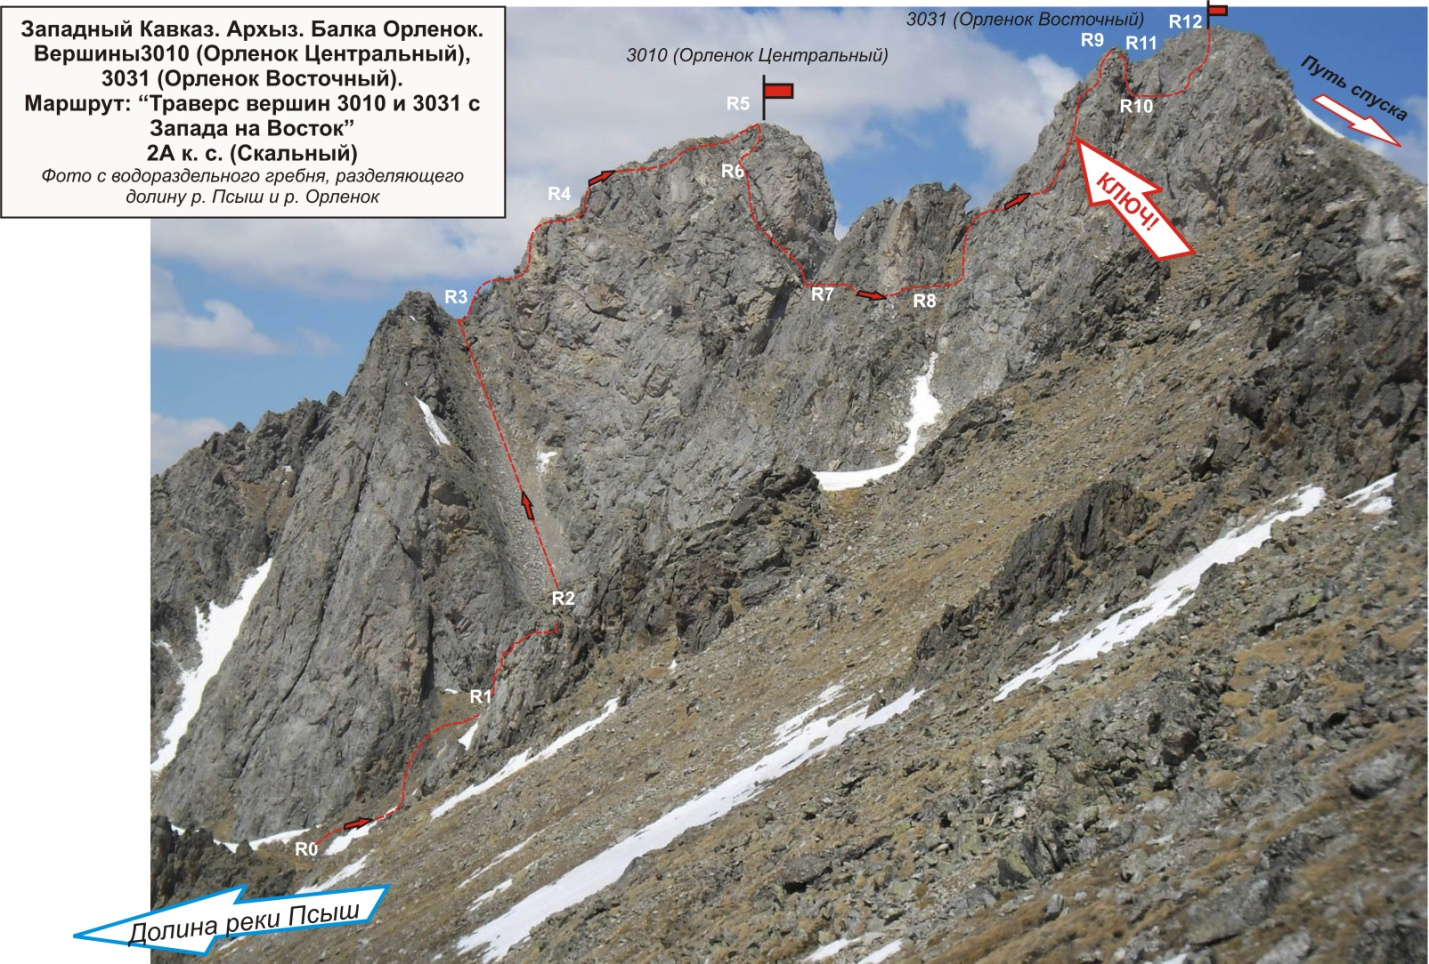 Западный Кавказ. Архыз. Балка Орленок.
Вершины3010 (Орленок Центральный),
3031 (Орленок Восточный).
Маршрут: “Траверс вершин 3010 и 3031 с
Запада на Восток”
2А к. с. (Скальный)
Фото с водораздельного гребня, разделяющего
долину р. Псыш и р. Орленок
3031 (Орленок Восточный)
R12
R9
R11
3010 (Орленок Центральный)
Путь спуска
R5
R10
R6
R4
КЛЮЧ!
R3
R7
R8
R2
R1
R0
Долина реки Псыш